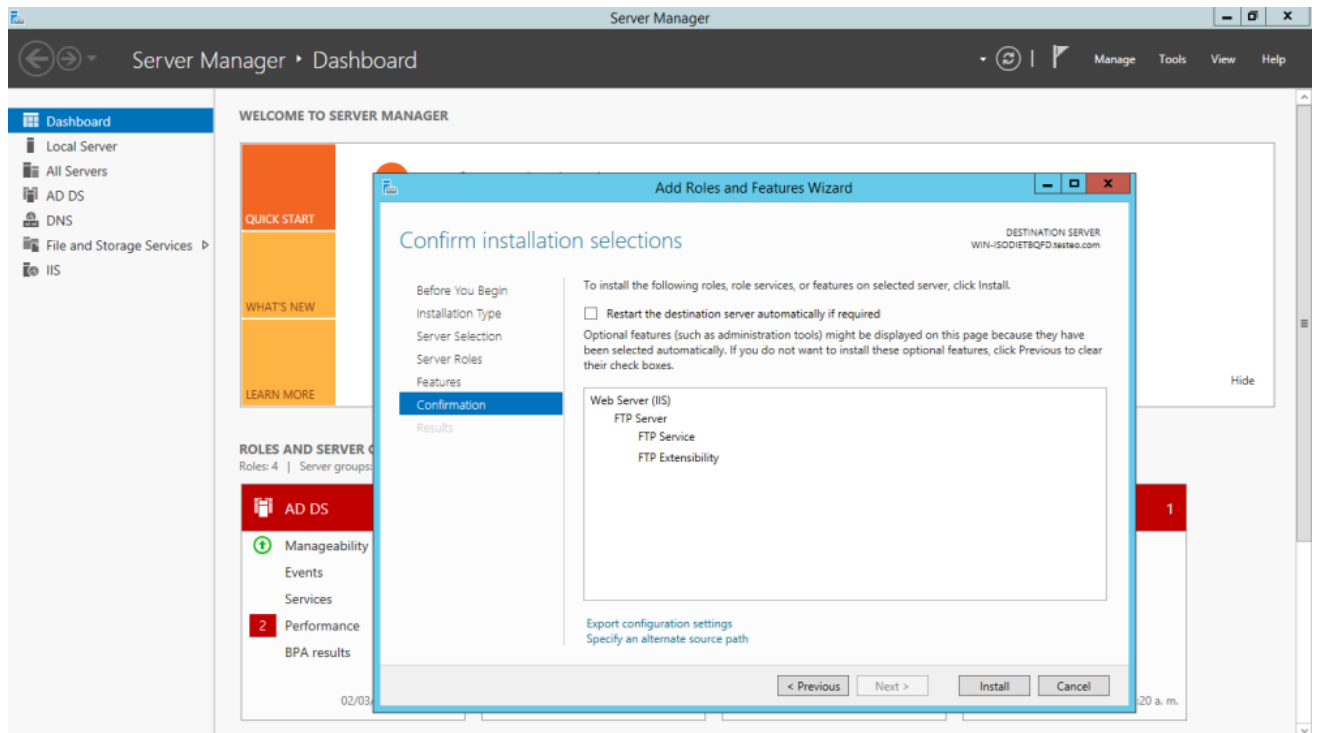 Server Manager
Server Manager • Dashboard
Manage Tools View Help
Dashboard
Local Server
All Servers
AD DS
DNS
File and Storage Services
IIS
WELCOME TO SERVER MANAGER
QUICK START
WHAT'S NEW
LEARN MORE
Hide
ROLES AND SERVER
Roles: 4 | Server groups:
AD DS
1
Manageability
Events
Services
2 Performance
BPA results
02/03/
:20 a. m.
Add Roles and Features Wizard
Confirm installation selections
DESTINATION SERVER
WIN-ISODIETBQFD.testeo.com
Before You Begin
Installation Type
Server Selection
Server Roles
Features
Confirmation
Results
To install the following roles, role services, or features on selected server, click Install.
Restart the destination server automatically if required
Optional features (such as administration tools) might be displayed on this page because they have
been selected automatically. If you do not want to install these optional features, click Previous to clear
their check boxes.
Web Server (IIS)
FTP Server
FTP Service
FTP Extensibility
Export configuration settings
Specify an alternate source path
< Previous Next > Install Cancel